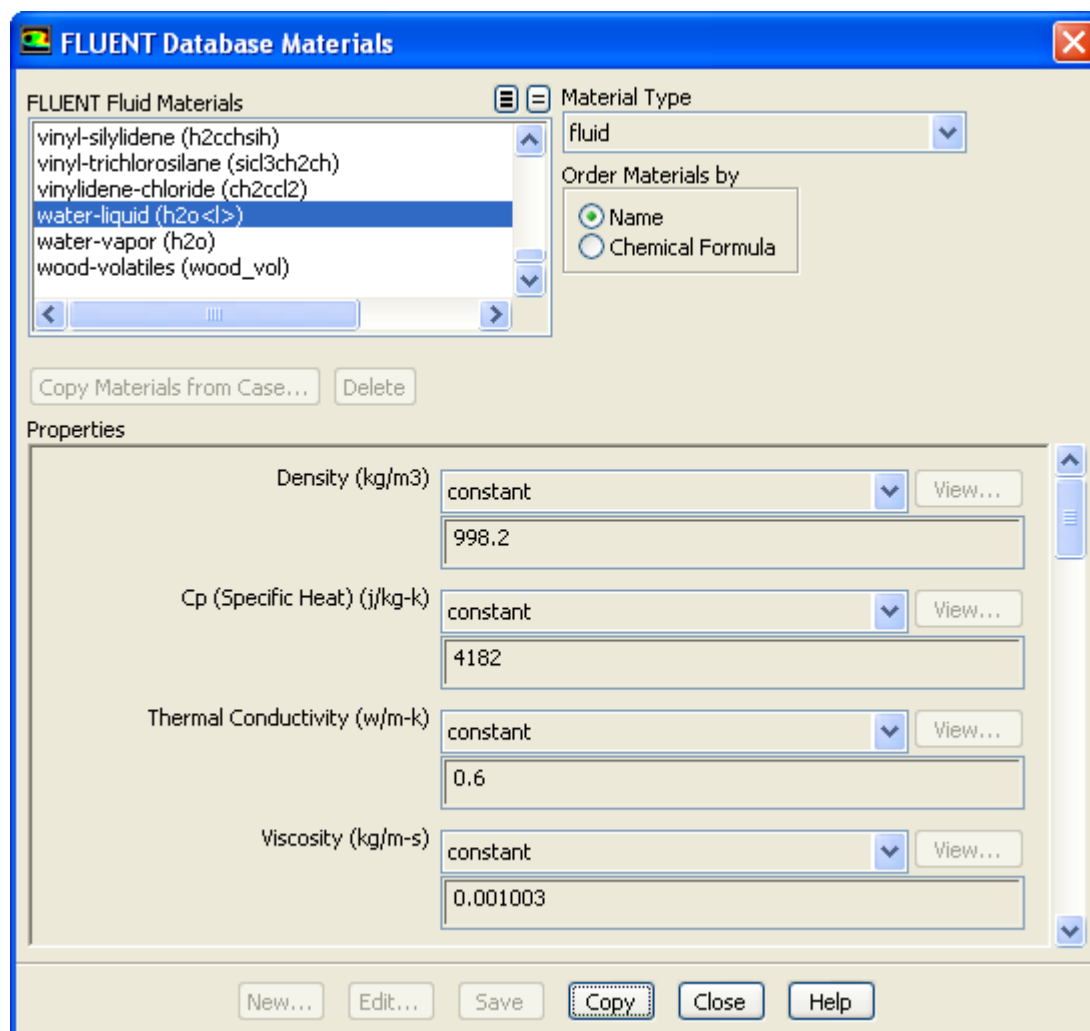 FLUENT Database Materials
FLUENT Fluid Materials
vinyl-silylidene (h2cchsih)
vinyl-trichlorosilane (sicl3ch2ch)
vinylidene-chloride (ch2ccl2)
water-liquid (h2o<l>)
water-vapor (h2o)
wood-volatiles (wood_vol)
Material Type
fluid
Order Materials by
Name
Chemical Formula
Copy Materials from Case... Delete
Properties
Density (kg/m3) constant View...
998.2
Cp (Specific Heat) (j/kg-k) constant View...
4182
Thermal Conductivity (w/m-k) constant View...
0.6
Viscosity (kg/m-s) constant View...
0.001003
New... Edit... Save Copy Close Help